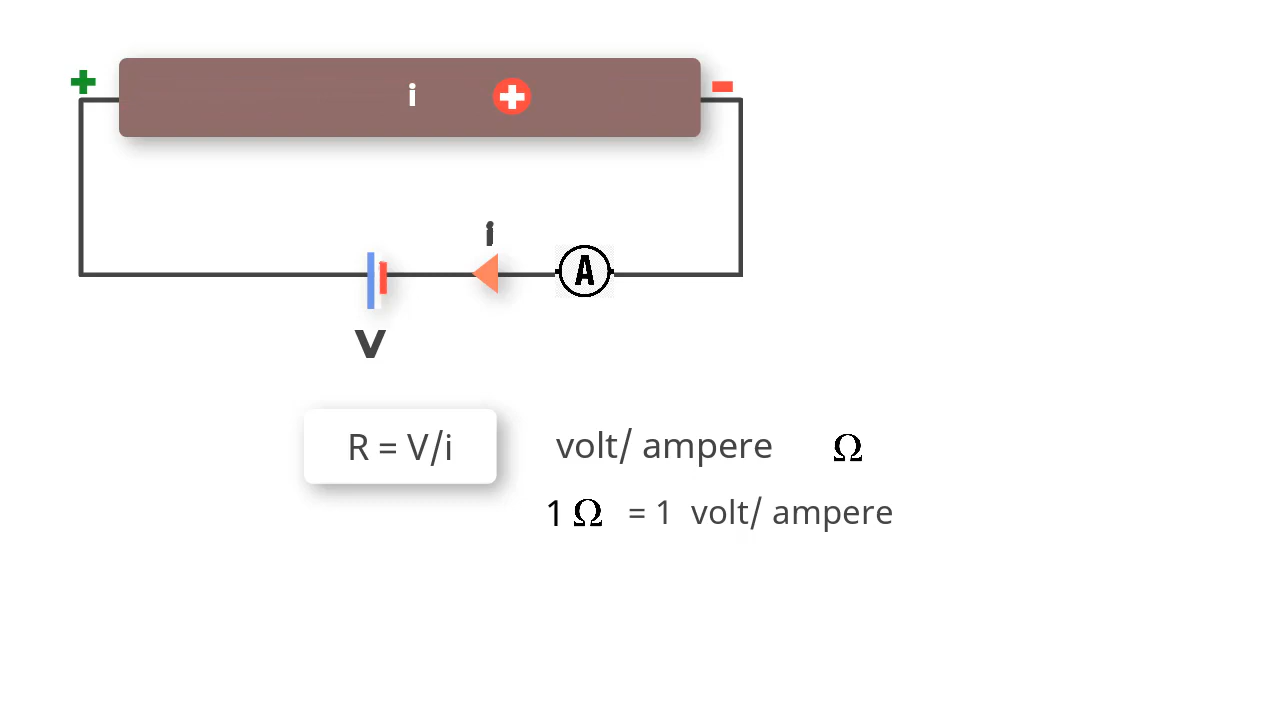 + i + -
i
A
V
R = V/i volt/ ampere Ω
1 Ω = 1 volt/ ampere